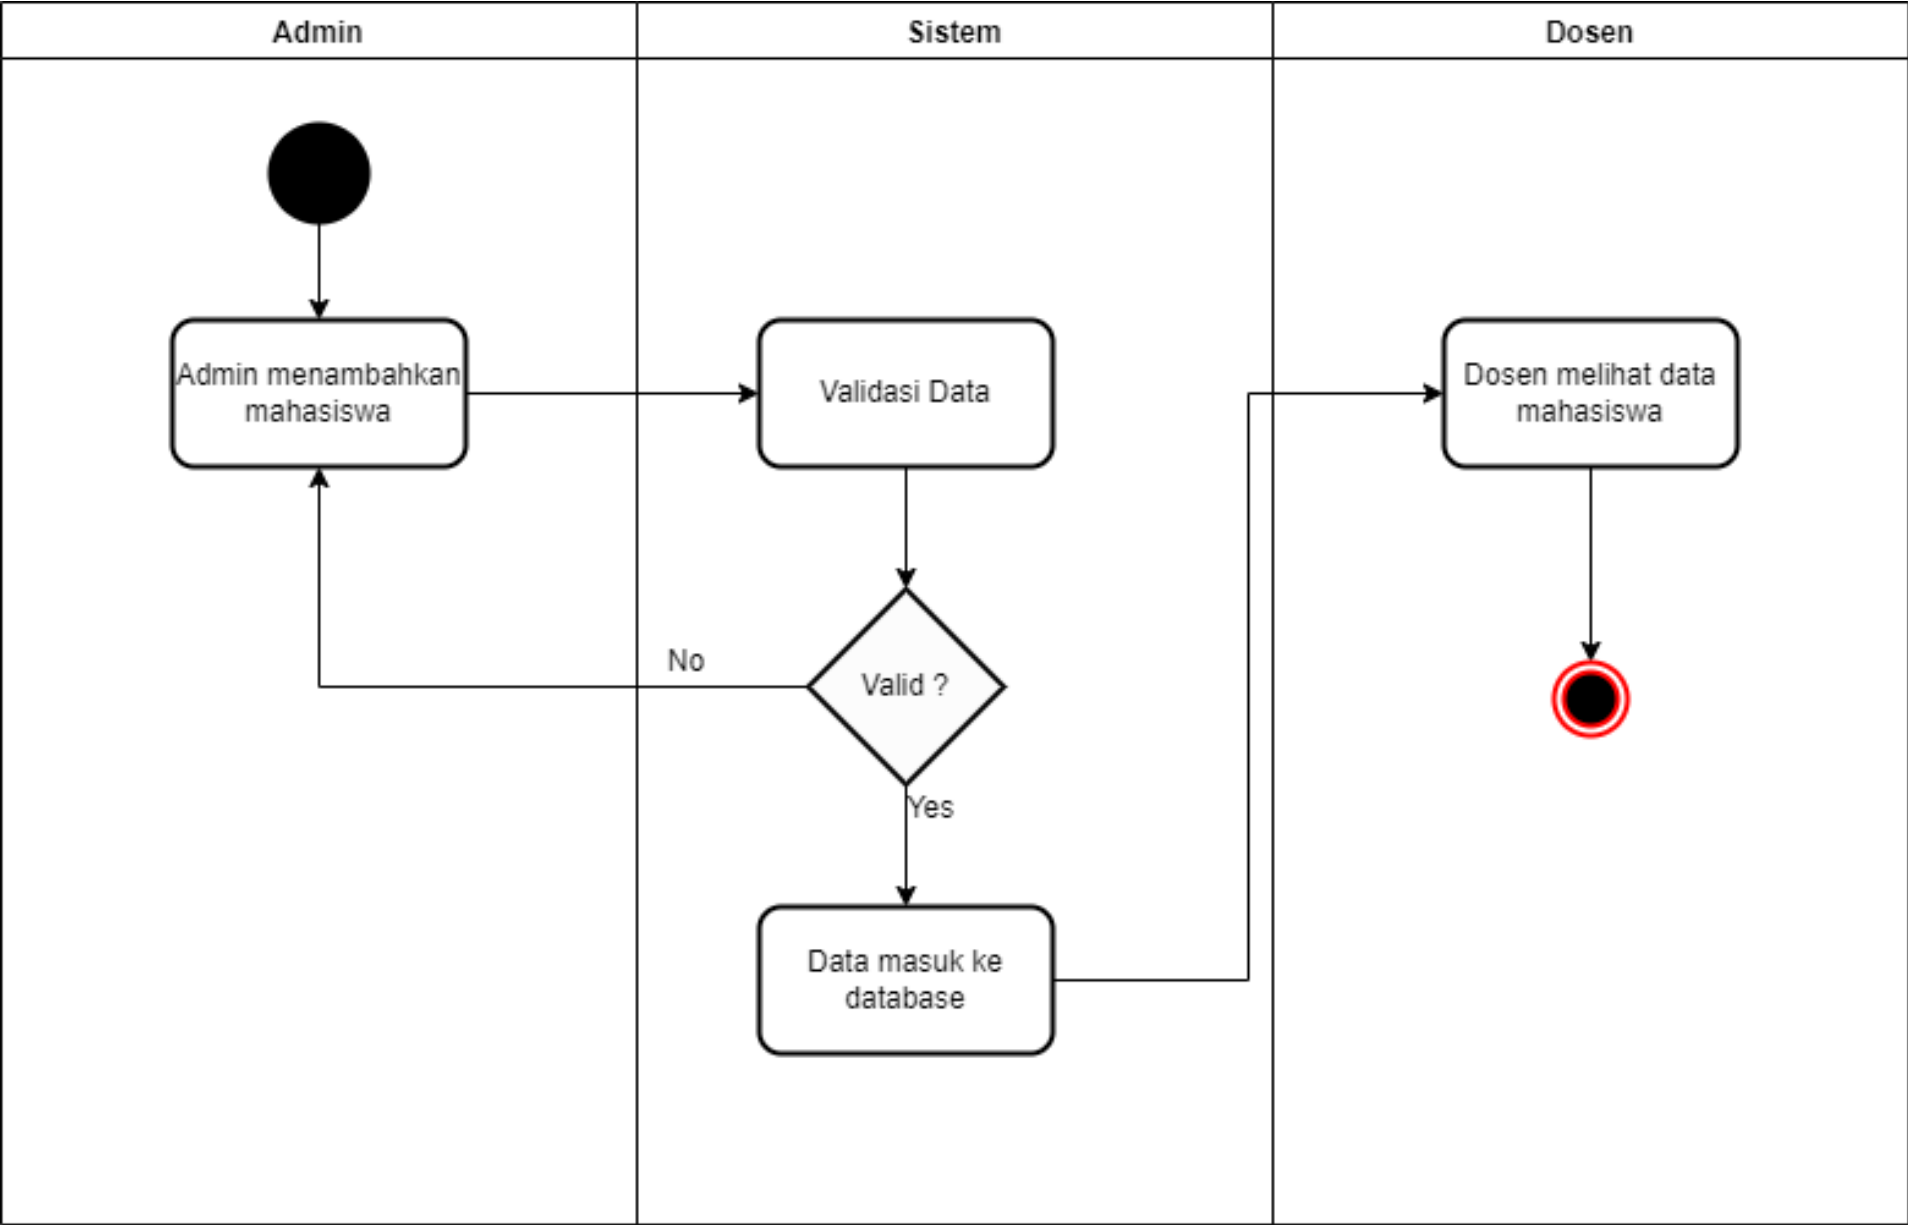 Admin
Sistem
Dosen
Admin menambahkan
mahasiswa
Validasi Data
Dosen melihat data
mahasiswa
No
Valid ?
Yes
Data masuk ke
database